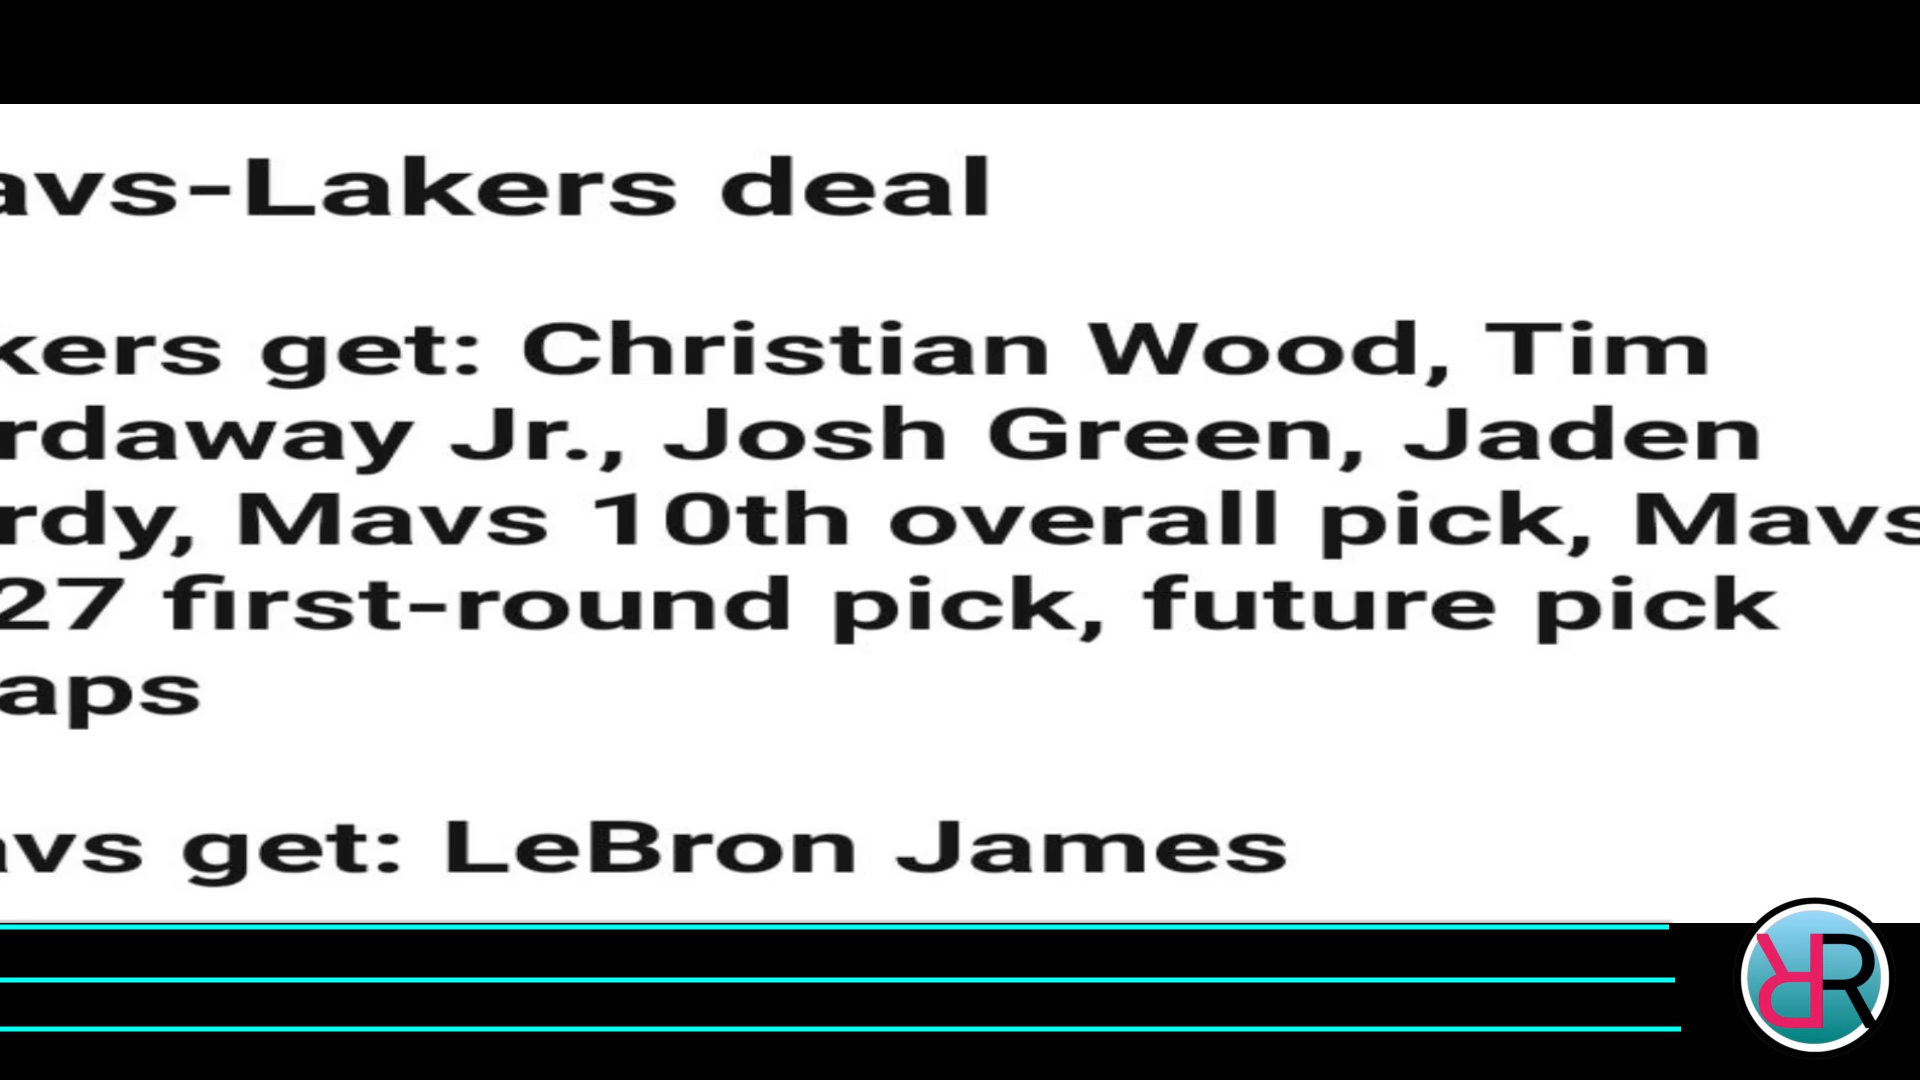 avs-Lakers deal
kers get: Christian Wood, Tim
rdaway Jr., Josh Green, Jaden
rdy, Mavs 10th overall pick, Mavs
27 first-round pick, future pick
aps
avs get: LeBron James
RR